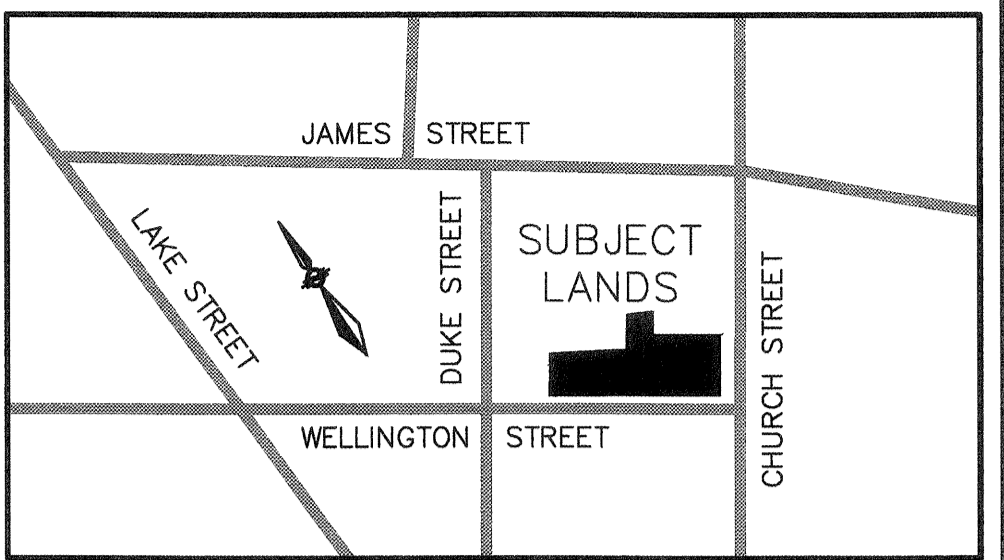 JAMES STREET
LAKE STREET
DUKE STREET
SUBJECT
LANDS
CHURCH STREET
WELLINGTON STREET